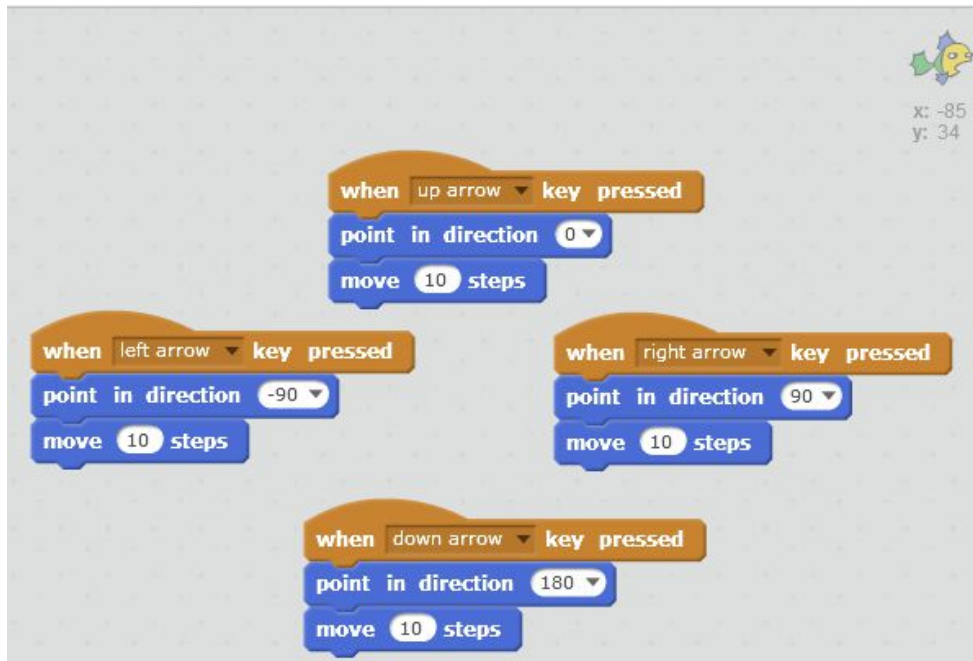 x: -85
y: 34
when up arrow key pressed
point in direction 0
move 10 steps
when left arrow key pressed
point in direction -90
move 10 steps
when right arrow key pressed
point in direction 90
move 10 steps
when down arrow key pressed
point in direction 180
move 10 steps